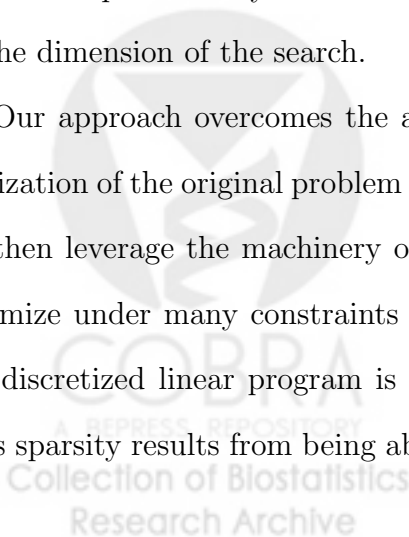 he dimension of the search.
Our approach overcomes the a
ization of the original problem
then leverage the machinery o
mize under many constraints
discretized linear program is
s sparsity results from being ab
COBRA
A BEPRESS REPOSITORY
Collection of Biostatistics
Research Archive